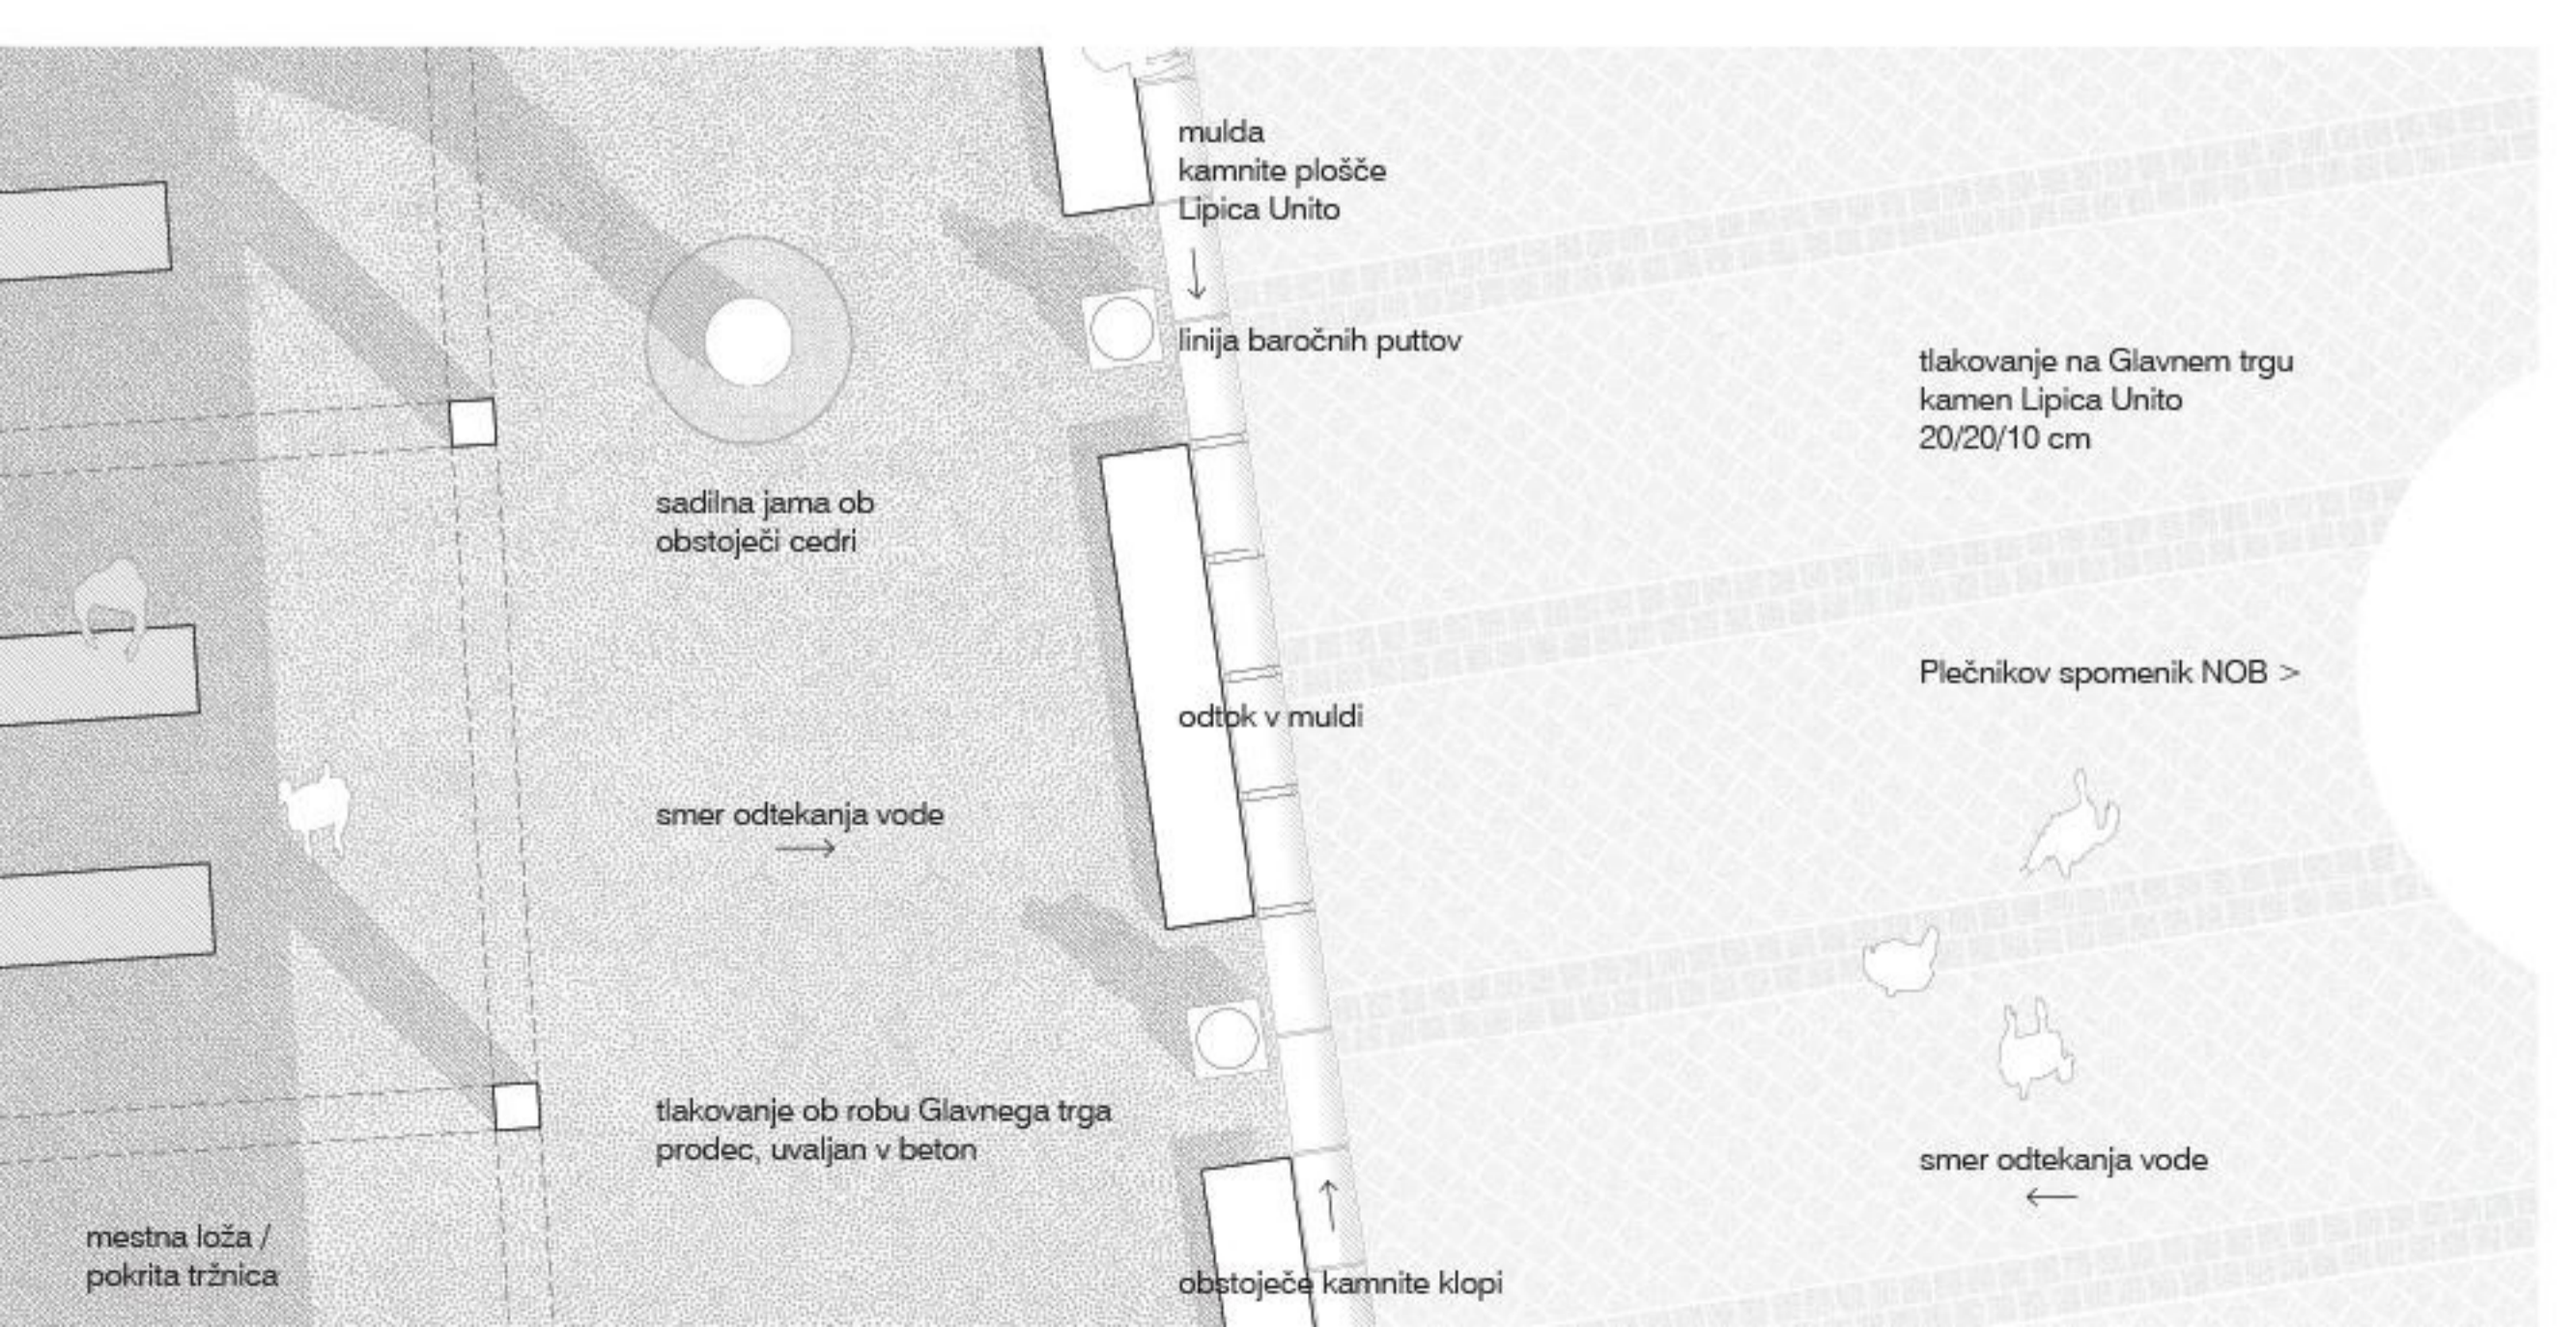 mulda
kamnite plošče
Lipica Unito
linija baročnih puttov
tlakovanje na Glavnem trgu
kamen Lipica Unito
20/20/10 cm
sadilna jama ob
obstoječi cedri
Plečnikov spomenik NOB >
odtok v muldi
smer odtekanja vode
tlakovanje ob robu Glavnega trga
prodec, uvaljan v beton
smer odtekanja vode
mestna loža /
pokrita tržnica
obstoječe kamnite klopi